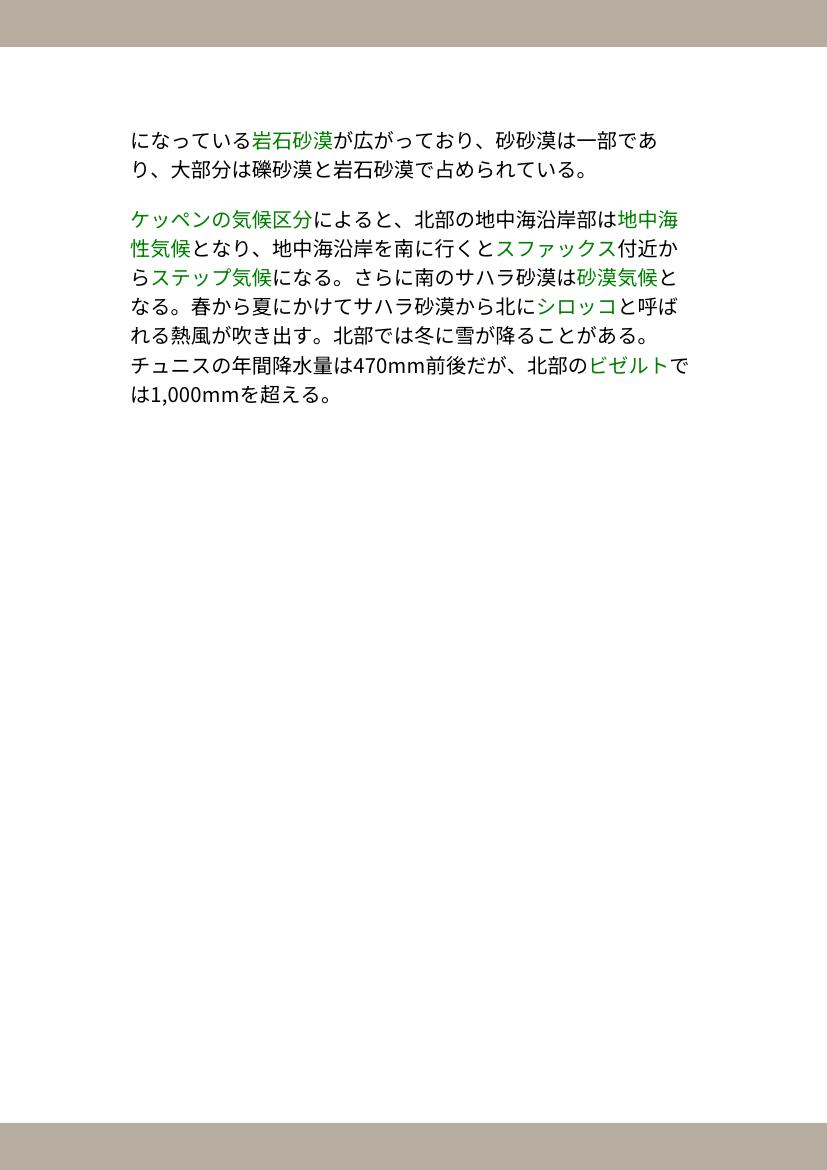 になっている岩石砂漠が広がっており、砂砂漠は一部であ
り、大部分は礫砂漠と岩石砂漠で占められている。
ケッペンの気候区分によると、北部の地中海沿岸部は地中海
性気候となり、地中海沿岸を南に行くとスファックス付近か
らステップ気候になる。さらに南のサハラ砂漠は砂漠気候と
なる。春から夏にかけてサハラ砂漠から北にシロッコと呼ば
れる熱風が吹き出す。北部では冬に雪が降ることがある。
チュニスの年間降水量は470mm前後だが、北部のビゼルトで
は1,000mmを超える。